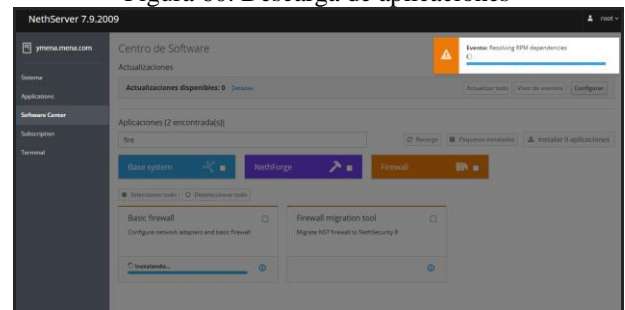 Figura 60. Descarga de aplicaciones
NethServer 7.9.2009
root
ymena.mena.com
Sistema
Applications
Software Center
Subscription
Terminal
Centro de Software
Actualizaciones
Actualizaciones disponibles: 0 Detalles
Actualizar todo
Visor de eventos
Configurar
Evento: Resolving RPM dependencies
Aplicaciones (2 encontrada(s))
fire
Recarga
Paquetes instalados
Instalar 0 aplicaciones
Base system
NethForge
Firewall
Seleccionar todo
Deseleccionar todo
Basic firewall
Configure network adapters and basic firewall
Instalando...
Firewall migration tool
Migrate NS7 firewall to NethSecurity 8